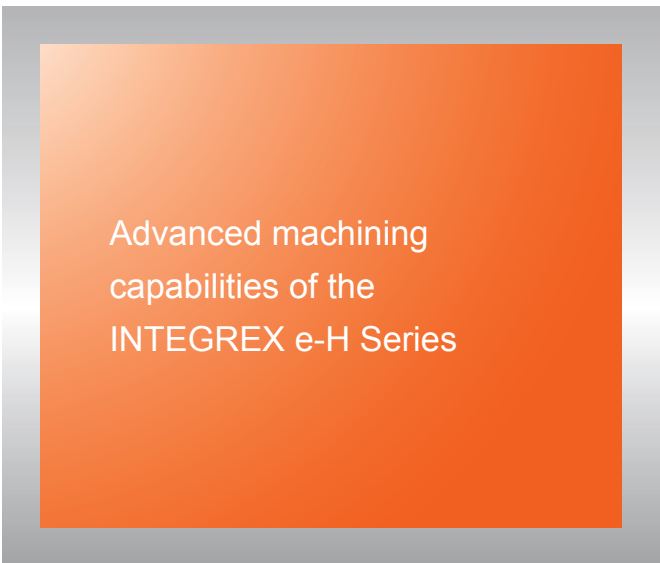 Advanced machining
capabilities of the
INTEGREX e-H Series